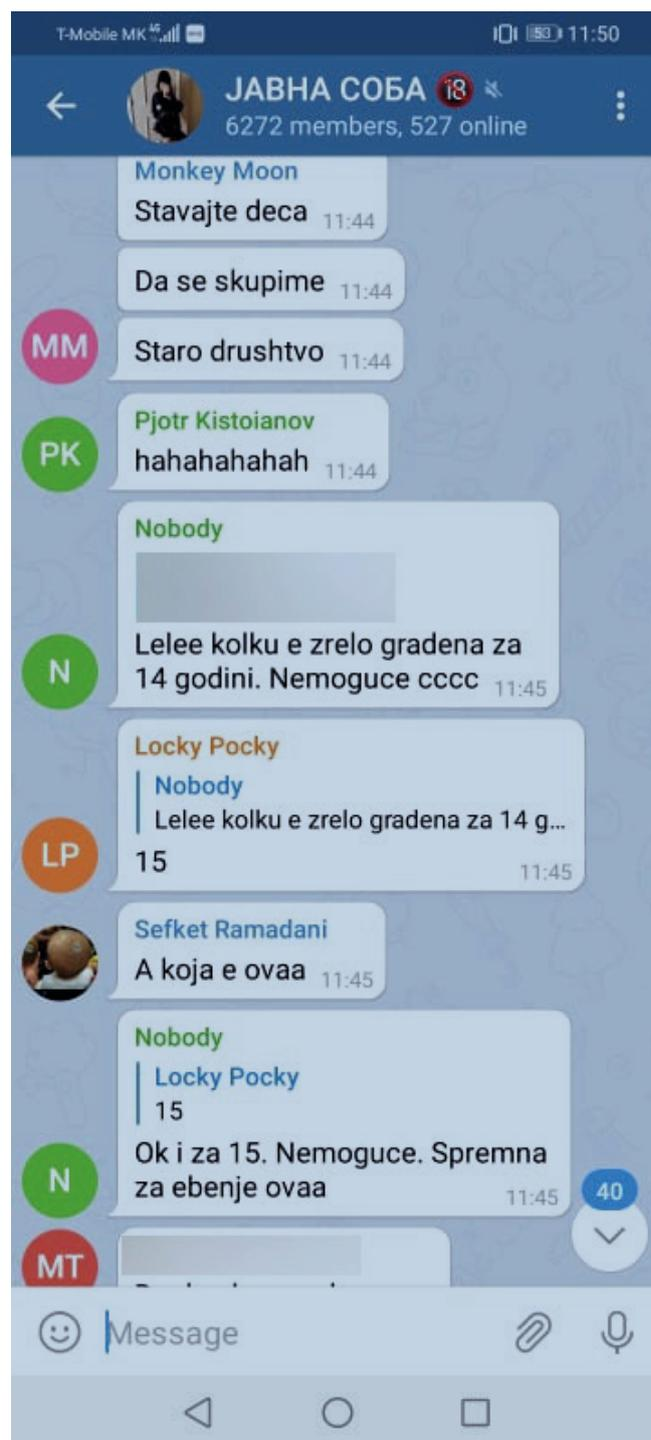 T-Mobile MK 53 11:50
ЈАВНА СОБА 18
6272 members, 527 online
Monkey Moon
Stavajte deca 11:44
Da se skupime 11:44
MM
Staro drushtvo 11:44
Pjotr Kistoianov
PK
hahahahahah 11:44
Nobody
Lelee kolku e zrelo gradena za
N
14 godini. Nemoguce cccc 11:45
Locky Pocky
Nobody
Lelee kolku e zrelo gradena za 14 g...
LP
15 11:45
Sefket Ramadani
A koja e ovaa 11:45
Nobody
Locky Pocky
15
Ok i za 15. Nemoguce. Spremna
N
za ebenje ovaa 11:45
40
MT
Message